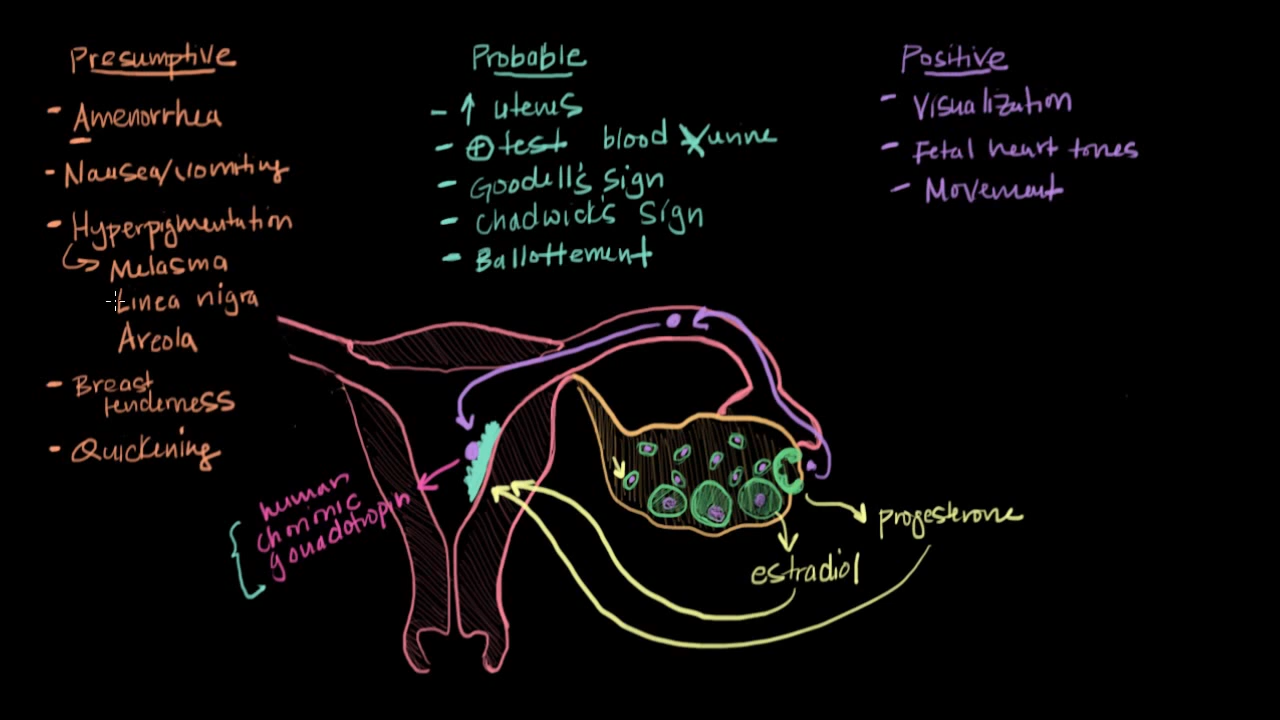 Presumptive
- Amenorrhea
- Nausea/vomiting
- Hyperpigmentation
Melasma
Linea nigra
Areola
- Breast
tenderness
- Quickening
Probable
- ↑ uterus
- ⊕ test blood urine
- Goodell's sign
- Chadwick's Sign
- Ballottement
Positive
- Visualization
- Fetal heart tones
- Movement
human
chorionic
gonadotropin
progesterone
estradiol